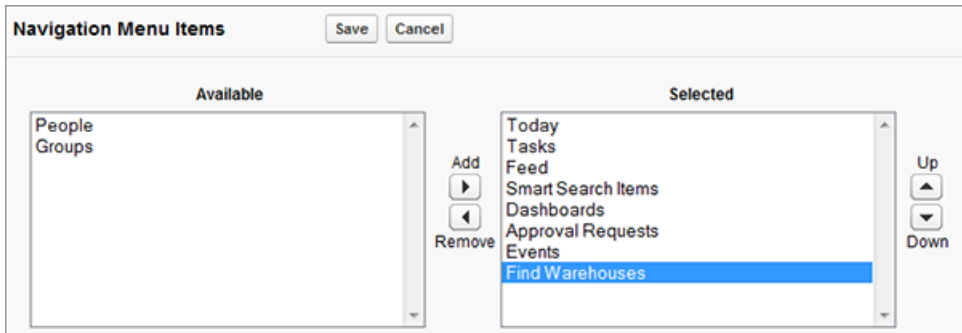 Navigation Menu Items Save Cancel
Available
People
Groups
Add
Remove
Selected
Today
Tasks
Feed
Smart Search Items
Dashboards
Approval Requests
Events
Find Warehouses
Up
Down